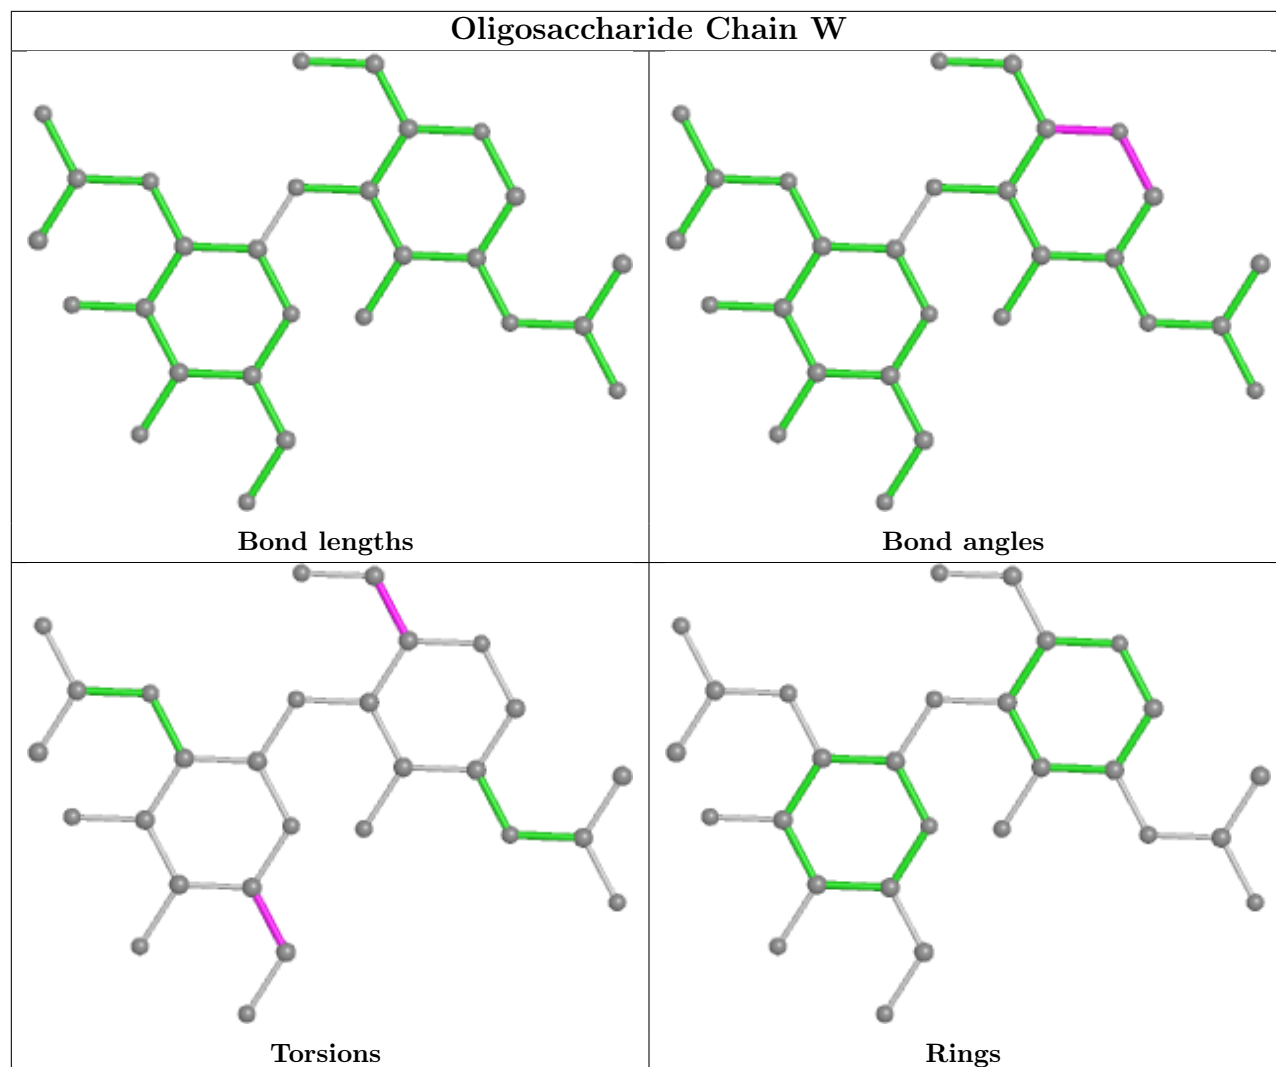 Oligosaccharide Chain W
Bond lengths
Bond angles
Torsions
Rings